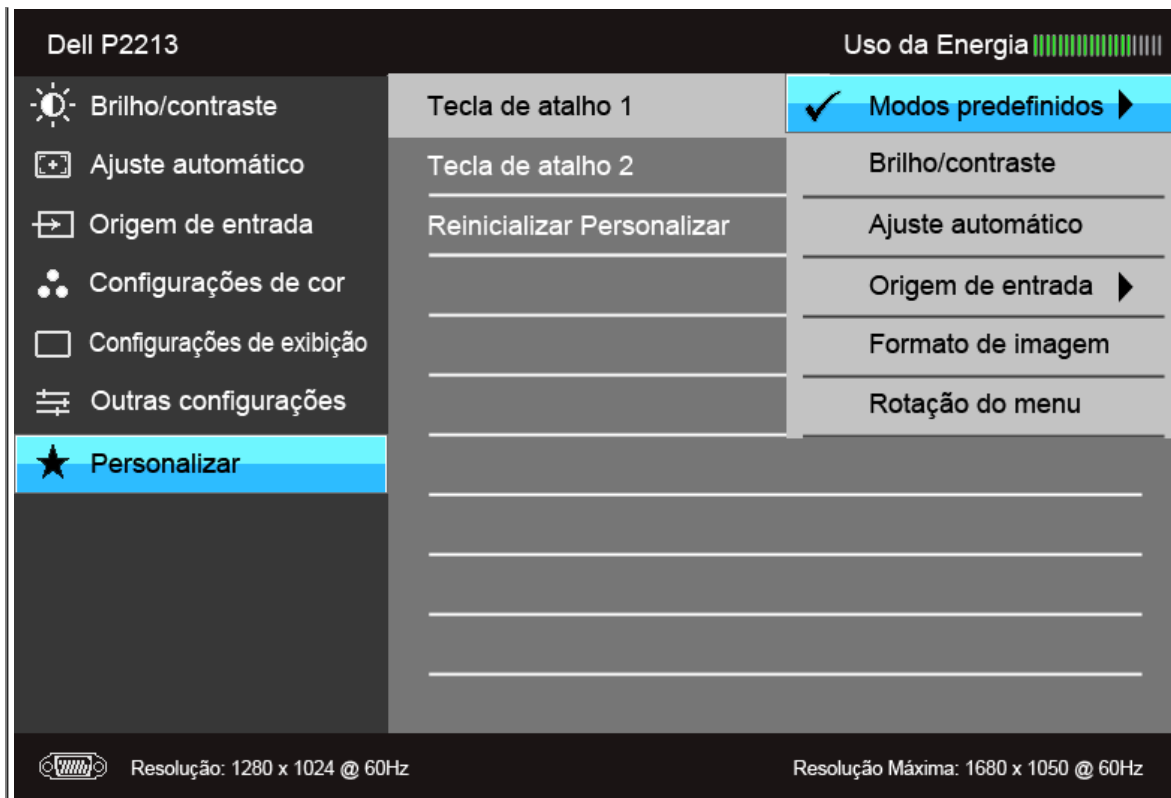 Dell P2213
Uso da Energia
Brilho/contraste
Ajuste automático
Origem de entrada
Configurações de cor
Configurações de exibição
Outras configurações
Personalizar
Tecla de atalho 1
Tecla de atalho 2
Reinicializar Personalizar
Modos predefinidos
Brilho/contraste
Ajuste automático
Origem de entrada
Formato de imagem
Rotação do menu
Resolução: 1280 x 1024 @ 60Hz
Resolução Máxima: 1680 x 1050 @ 60Hz